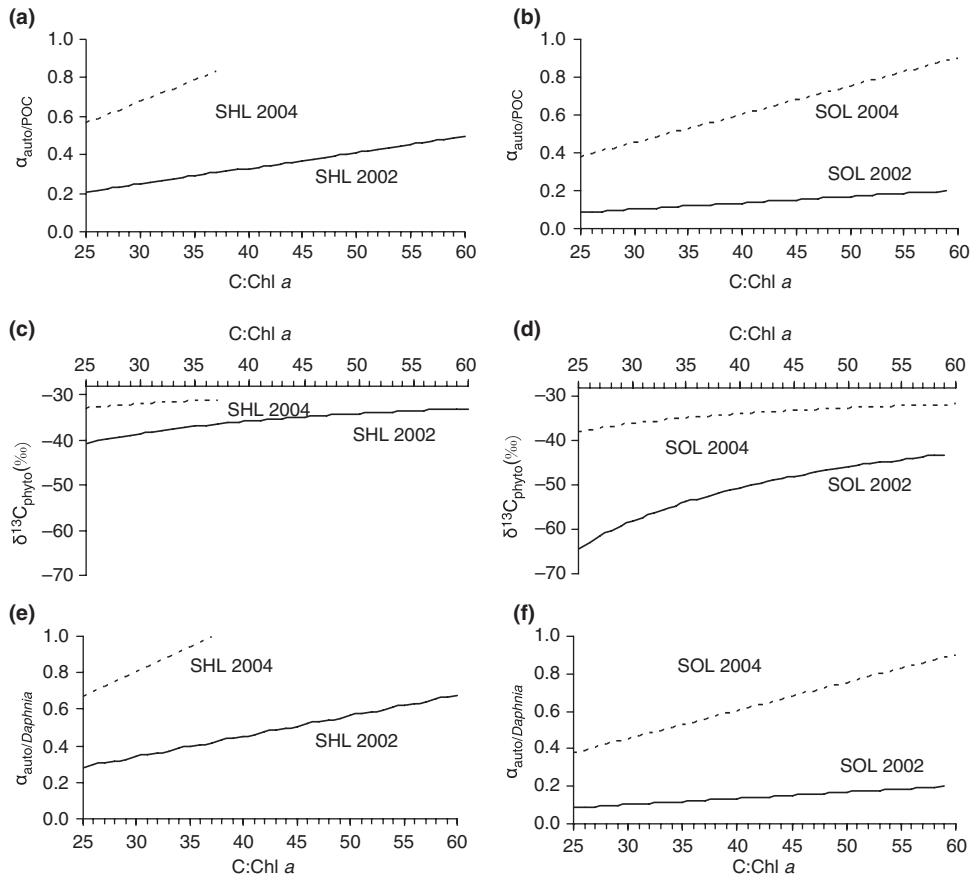 (a)
α auto/POC
1.0
0.8
0.6
0.4
0.2
0.0
SHL 2004
SHL 2002
25 30 35 40 45 50 55 60
C:Chl a
(b)
α auto/POC
1.0
0.8
0.6
0.4
0.2
0.0
SOL 2004
SOL 2002
25 30 35 40 45 50 55 60
C:Chl a
(c)
C:Chl a
25 30 35 40 45 50 55 60
δ13Cphyto(‰)
−30
−40
−50
−60
−70
SHL 2004
SHL 2002
(d)
C:Chl a
25 30 35 40 45 50 55 60
δ13Cphyto(‰)
−30
−40
−50
−60
−70
SOL 2004
SOL 2002
(e)
α auto/Daphnia
1.0
0.8
0.6
0.4
0.2
0.0
SHL 2004
SHL 2002
25 30 35 40 45 50 55 60
C:Chl a
(f)
α auto/Daphnia
1.0
0.8
0.6
0.4
0.2
0.0
SOL 2004
SOL 2002
25 30 35 40 45 50 55 60
C:Chl a